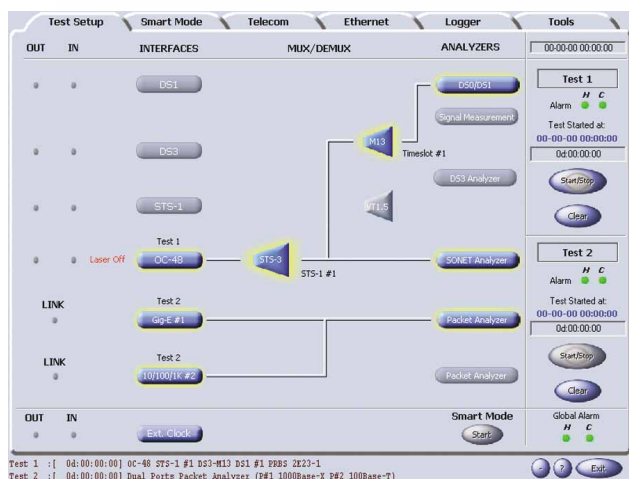 Test Setup Smart Mode Telecom Ethernet Logger Tools
OUT IN INTERFACES MUX/DEMUX ANALYZERS 00-00-00 00:00:00
DS1 DS0/DS1 Test 1
H C
Alarm
Signal Measurement
Test Started at:
00-00-00 00:00:00
M13
Timeslot #1
DS3 0d:00:00:00
DS3 Analyzer Start/Stop
STS-1 VT1.5
Clear
Test 1 Test 2
Laser Off OC-48 STS-3 SONET Analyzer
STS-1 #1
H C
Alarm
LINK Test 2 Test Started at:
00-00-00 00:00:00
Gig-E #1 Packet Analyzer
0d:00:00:00
LINK Test 2 Start/Stop
10/100/1K #2 Packet Analyzer
Clear
OUT IN Smart Mode Global Alarm
H C
Ext. Clock Start
Test 1 :[ 0d:00:00:00] OC-48 STS-1 #1 DS3-M13 DS1 #1 PRBS 2E23-1
Test 2 :[ 0d:00:00:00] Dual Ports Packet Analyzer (P#1 1000Base-X P#2 100Base-T)
- ? Exit